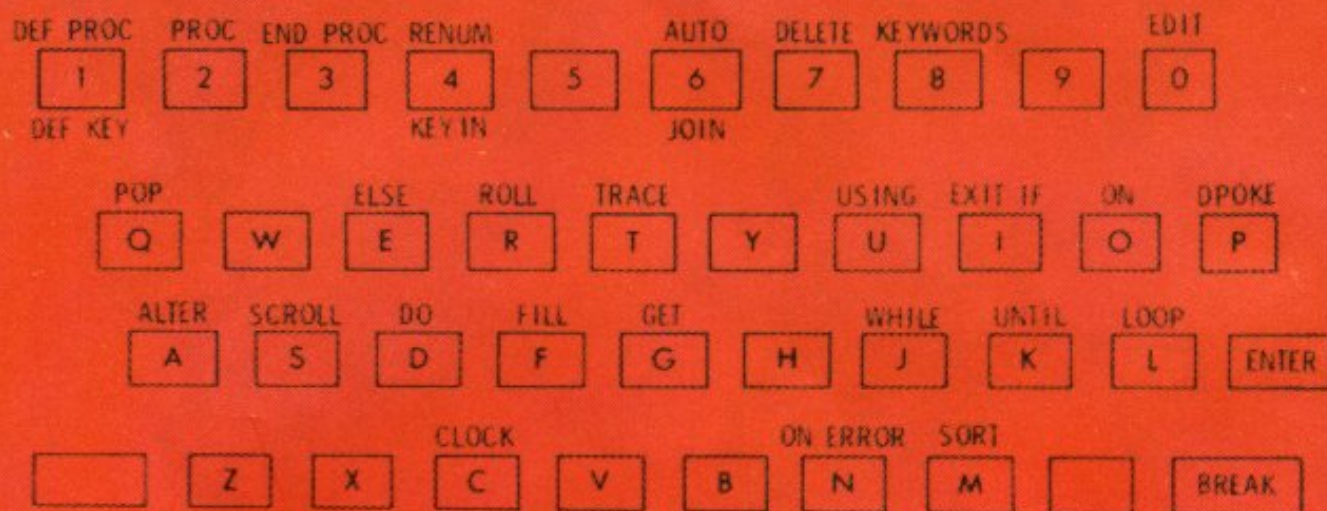 DEF PROC PROC END PROC RENUM AUTO DELETE KEYWORDS EDIT
1 2 3 4 5 6 7 8 9 0
DEF KEY KEYIN JOIN
POP ELSE ROLL TRACE USING EXIT IF ON DPOKE
Q W E R T Y U I O P
ALTER SCROLL DO FILL GET WHILE UNTIL LOOP
A S D F G H J K L ENTER
CLOCK ON ERROR SORT
Z X C V B N M BREAK